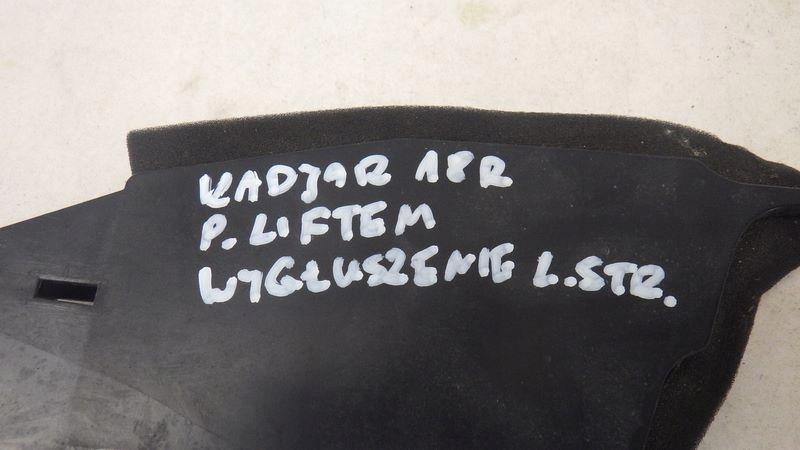 KADJAR 18R
P. LIFTEM
WYGŁUSZENIE L.STR.